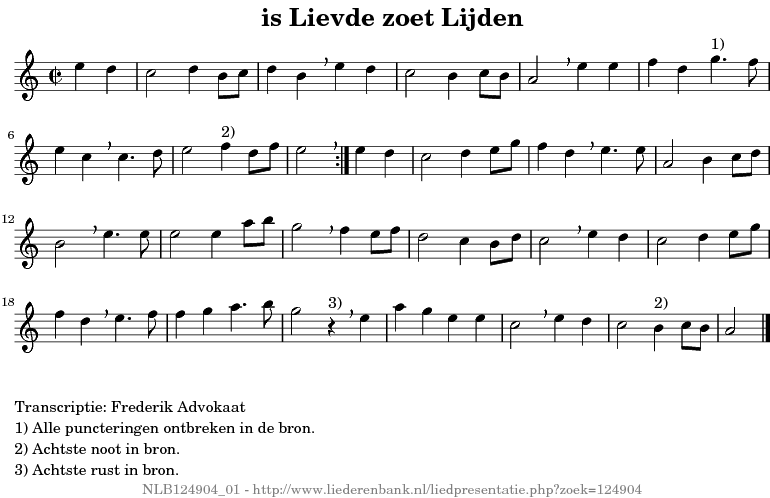 is Lievde zoet Lijden
1)
6
2)
12
18
3)
2)
Transcriptie: Frederik Advokaat
1) Alle puncteringen ontbreken in de bron.
2) Achtste noot in bron.
3) Achtste rust in bron.
NLB124904_01 - http://www.liederenbank.nl/liedpresentatie.php?zoek=124904